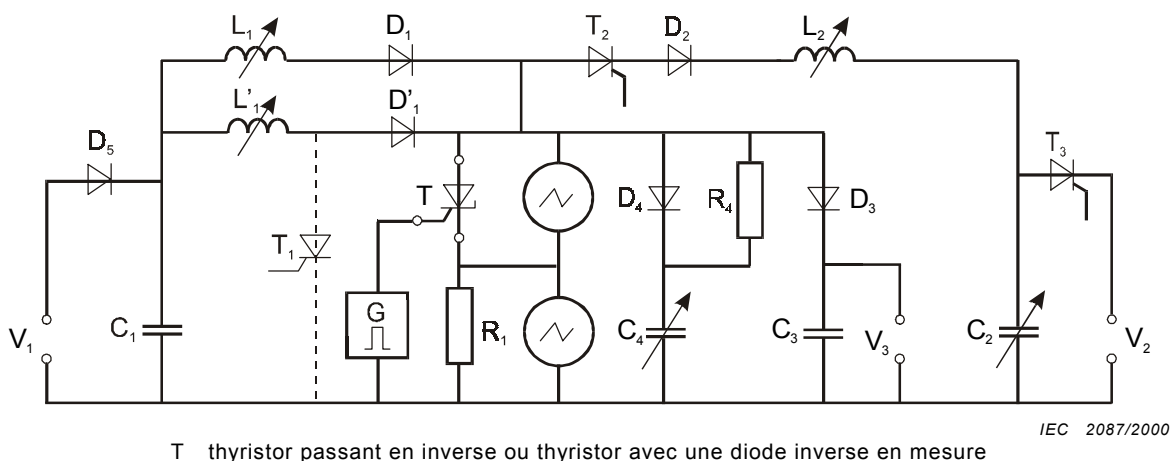 L1 D1 T2 D2 L2
L'1 D'1
D5 T3
T D4 R4 D3
T1
G
V1 C1 R1 C4 C3 V3 C2 V2
IEC 2087/2000
T thyristor passant en inverse ou thyristor avec une diode inverse en mesure